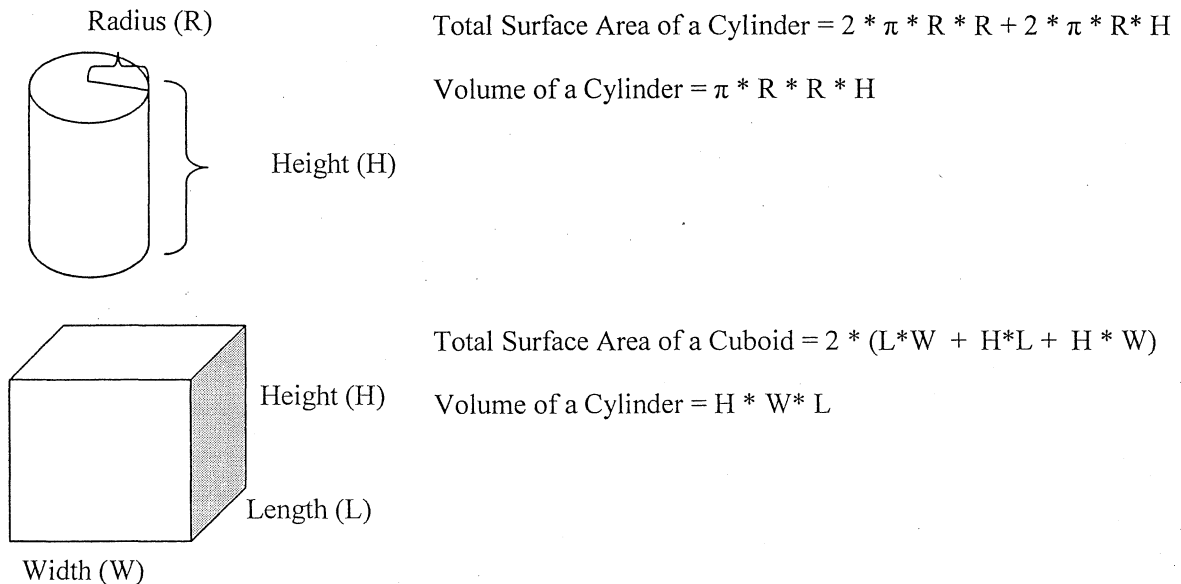 Radius (R)
Total Surface Area of a Cylinder = 2 * π * R * R + 2 * π * R* H
Volume of a Cylinder = π * R * R * H
Height (H)
Total Surface Area of a Cuboid = 2 * (L*W + H*L + H * W)
Height (H)
Volume of a Cylinder = H * W* L
Length (L)
Width (W)